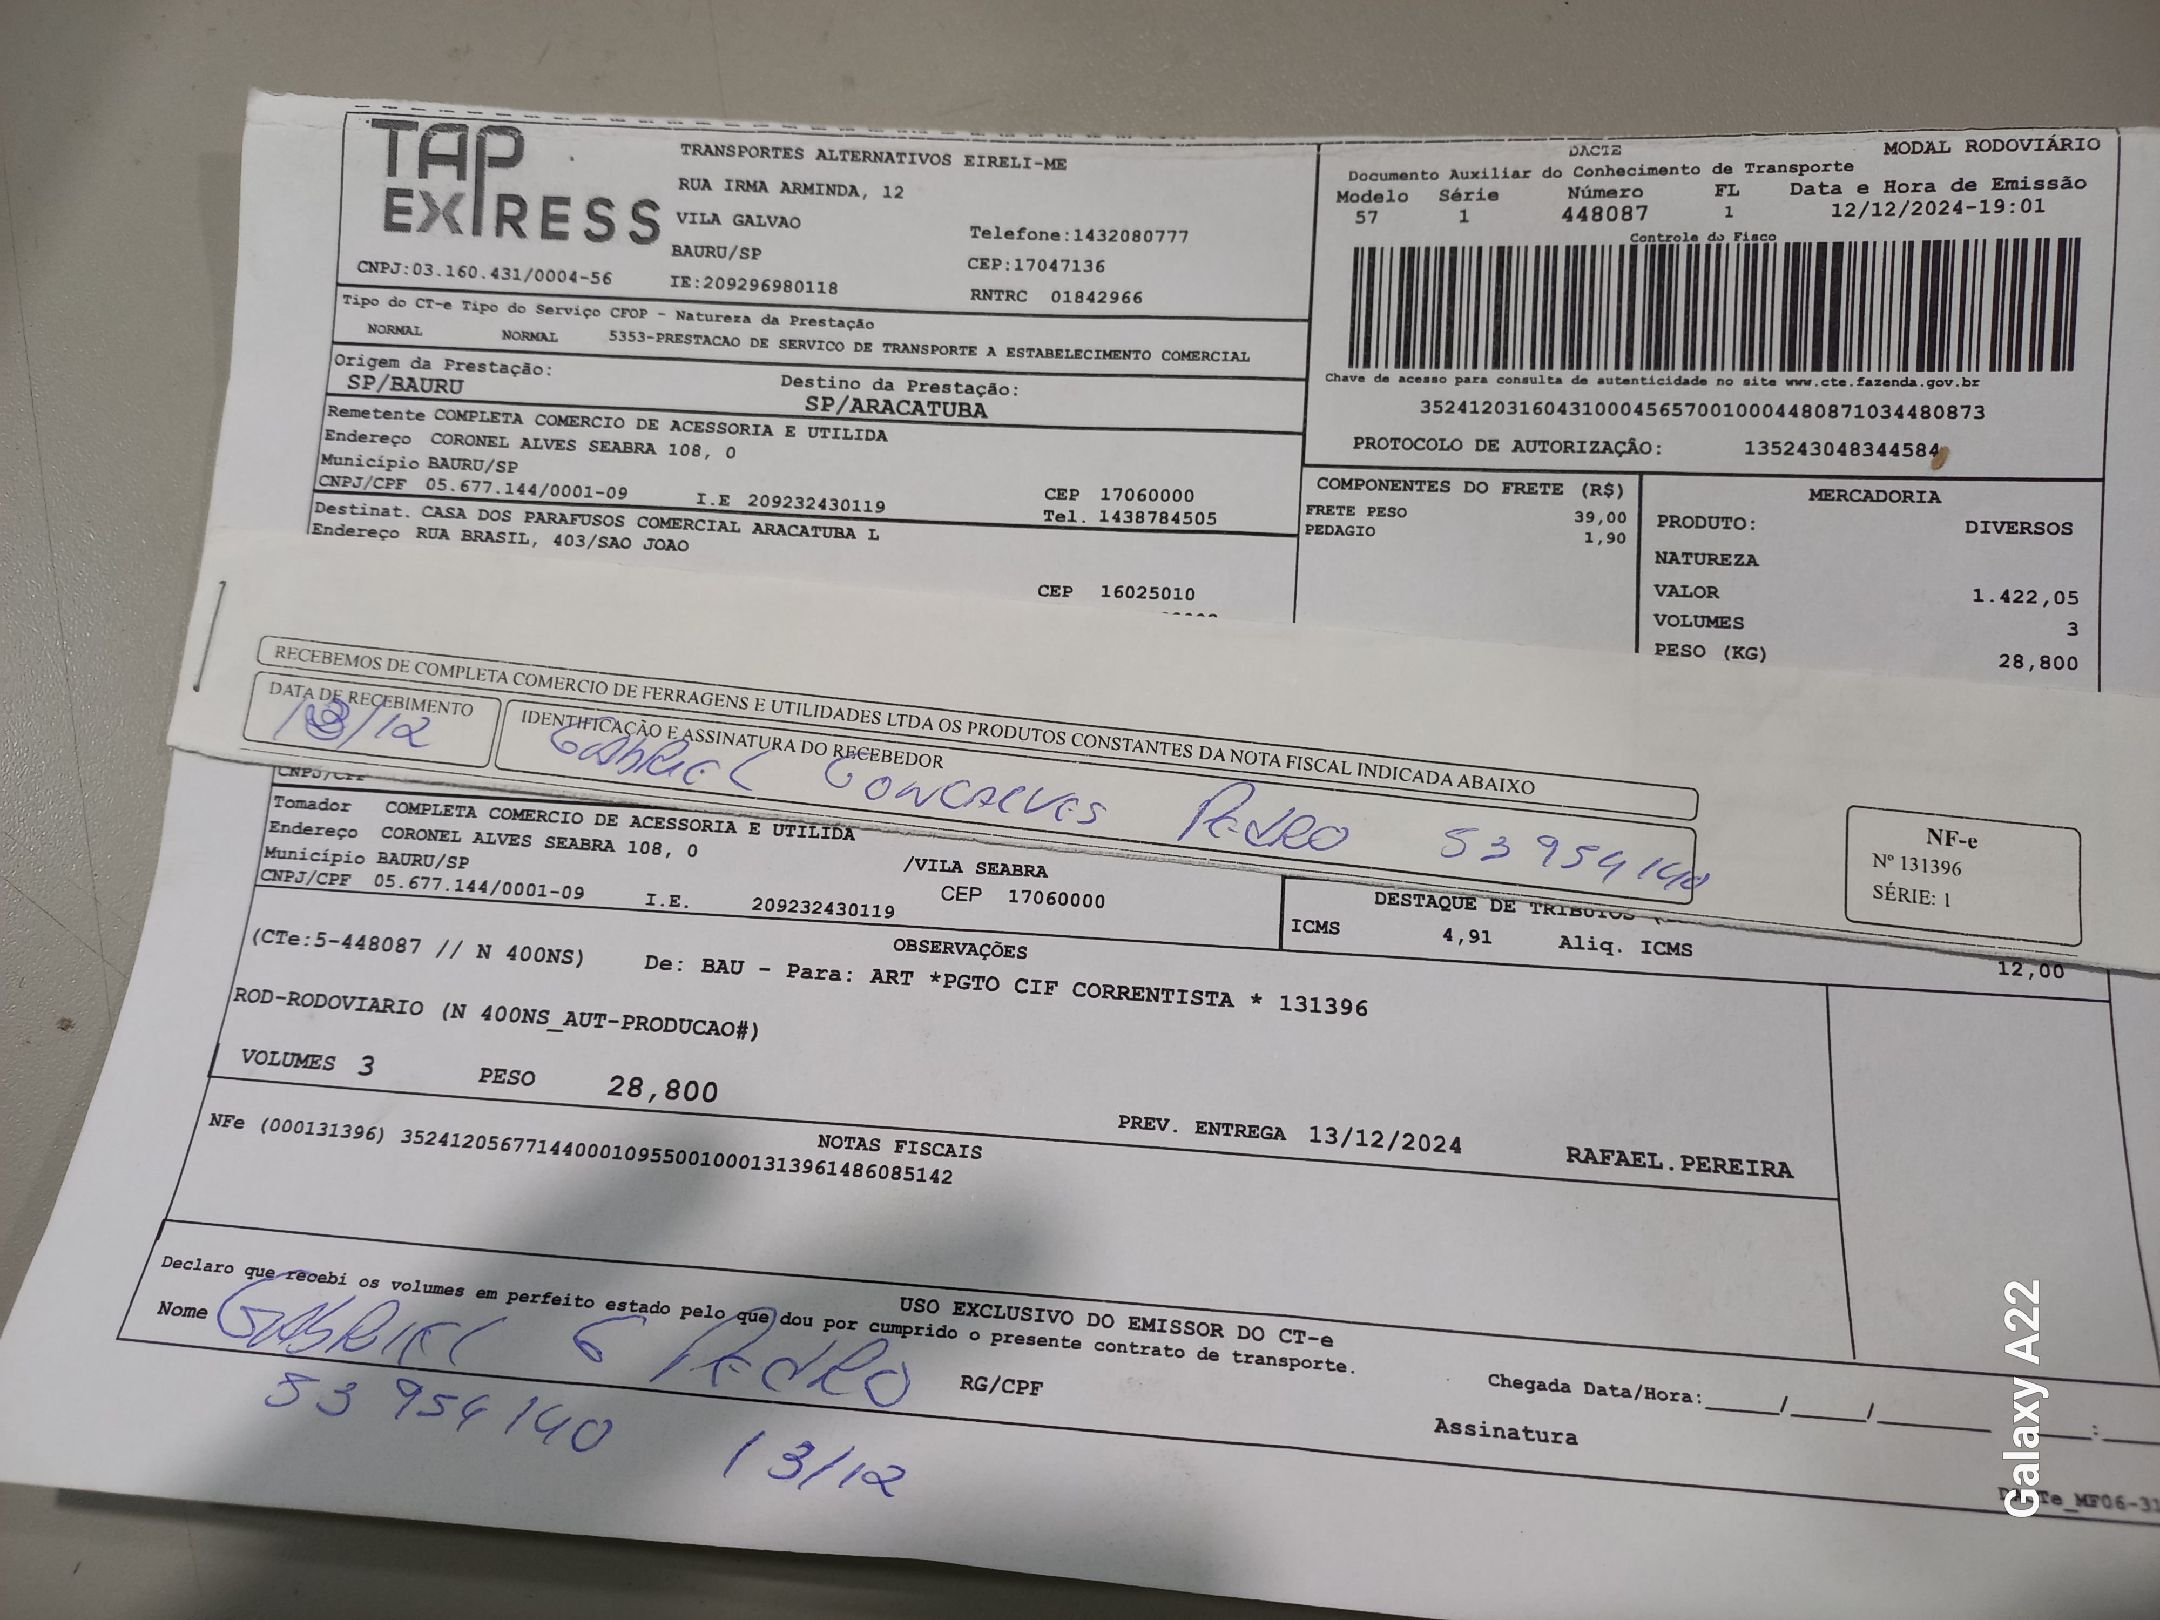 TAP EXPRESS
TRANSPORTES ALTERNATIVOS EIRELI-ME
RUA IRMA ARMINDA, 12
VILA GALVAO
BAURU/SP
Telefone:1432080777
CEP:17047136
CNPJ:03.160.431/0004-56
IE:209296980118
RNTRC 01842966
DACTE
MODAL RODOVIÁRIO
Documento Auxiliar do Conhecimento de Transporte
Modelo Série Número FL Data e Hora de Emissão
57 1 448087 1 12/12/2024-19:01
Controle do Fisco
Chave de acesso para consulta de autenticidade no site www.cte.fazenda.gov.br
35241203160431000456570010004480871034480873
PROTOCOLO DE AUTORIZAÇÃO: 135243048344584
Tipo do CT-e Tipo do Serviço CFOP - Natureza da Prestação
NORMAL NORMAL 5353-PRESTACAO DE SERVICO DE TRANSPORTE A ESTABELECIMENTO COMERCIAL
Origem da Prestação: Destino da Prestação:
SP/BAURU SP/ARACATUBA
Remetente COMPLETA COMERCIO DE ACESSORIA E UTILIDA
Endereço CORONEL ALVES SEABRA 108, 0
Município BAURU/SP CEP 17060000
CNPJ/CPF 05.677.144/0001-09 I.E 209232430119 Tel. 1438784505
Destinat. CASA DOS PARAFUSOS COMERCIAL ARACATUBA L
Endereço RUA BRASIL, 403/SAO JOAO
CEP 16025010
COMPONENTES DO FRETE (R$)
FRETE PESO 39,00
PEDAGIO 1,90
MERCADORIA
PRODUTO: DIVERSOS
NATUREZA
VALOR 1.422,05
VOLUMES 3
PESO (KG) 28,800
RECEBEMOS DE COMPLETA COMERCIO DE FERRAGENS E UTILIDADES LTDA OS PRODUTOS CONSTANTES DA NOTA FISCAL INDICADA ABAIXO
DATA DE RECEBIMENTO
13/12
IDENTIFICAÇÃO E ASSINATURA DO RECEBEDOR
GABRIEL GONCALVES PEDRO 53 954 140
NF-e
Nº 131396
SÉRIE: 1
CNPJ/CPF
Tomador COMPLETA COMERCIO DE ACESSORIA E UTILIDA
Endereço CORONEL ALVES SEABRA 108, 0 /VILA SEABRA
Município BAURU/SP CEP 17060000
CNPJ/CPF 05.677.144/0001-09 I.E. 209232430119
DESTAQUE DE TRIBUTOS
ICMS 4,91 Aliq. ICMS 12,00
OBSERVAÇÕES
(CTe:5-448087 // N 400NS) De: BAU - Para: ART *PGTO CIF CORRENTISTA * 131396
ROD-RODOVIARIO (N 400NS_AUT-PRODUCAO#)
VOLUMES 3 PESO 28,800
PREV. ENTREGA 13/12/2024 RAFAEL.PEREIRA
NOTAS FISCAIS
NFe (000131396) 35241205677144000109550010001313961486085142
USO EXCLUSIVO DO EMISSOR DO CT-e
Declaro que recebi os volumes em perfeito estado pelo que dou por cumprido o presente contrato de transporte.
Nome GABRIEL G PEDRO RG/CPF
Chegada Data/Hora:____/____/____:____
Assinatura
53 954 140 13/12
Galaxy A22